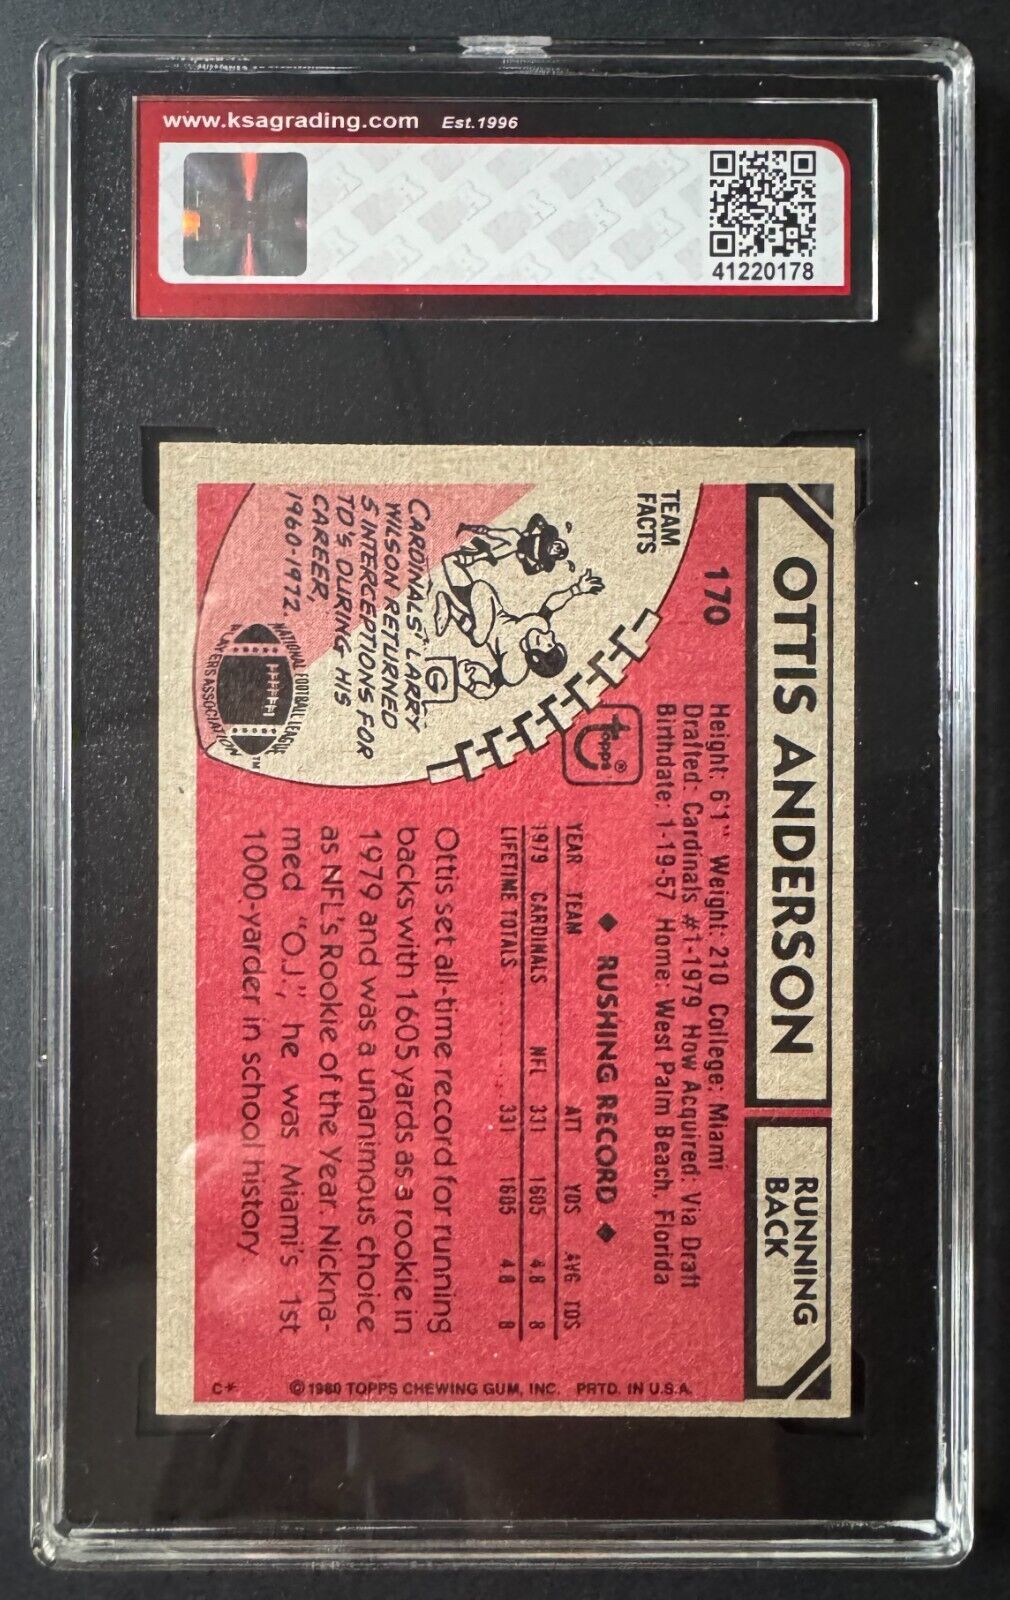 www.ksagrading.com Est.1996
41220178
OTTIS ANDERSON
RUNNING
BACK
170
Height: 6'1" Weight: 210 College: Miami
Drafted: Cardinals #1-1979 How Acquired: Via Draft
Birthdate: 1-19-57 Home: West Palm Beach, Florida
TEAM
FACTS
G
CARDINALS' LARRY
WILSON RETURNED
5 INTERCEPTIONS FOR
TD'S DURING HIS
CAREER,
1960-1972.
NATIONAL FOOTBALL LEAGUE
PLAYERS ASSOCIATION™
topps®
◆ RUSHING RECORD ◆
YEAR TEAM ATT YDS AVG TD'S
1979 CARDINALS NFL 331 1605 4.8 8
LIFETIME TOTALS ........ 331 1605 4.8 8
Ottis set all-time record for running
backs with 1605 yards as a rookie in
1979 and was a unanimous choice
as NFL's Rookie of the Year. Nickna-
med "O.J.", he was Miami's 1st
1000-yarder in school history.
C* © 1980 TOPPS CHEWING GUM, INC. PRTD. IN U.S.A.